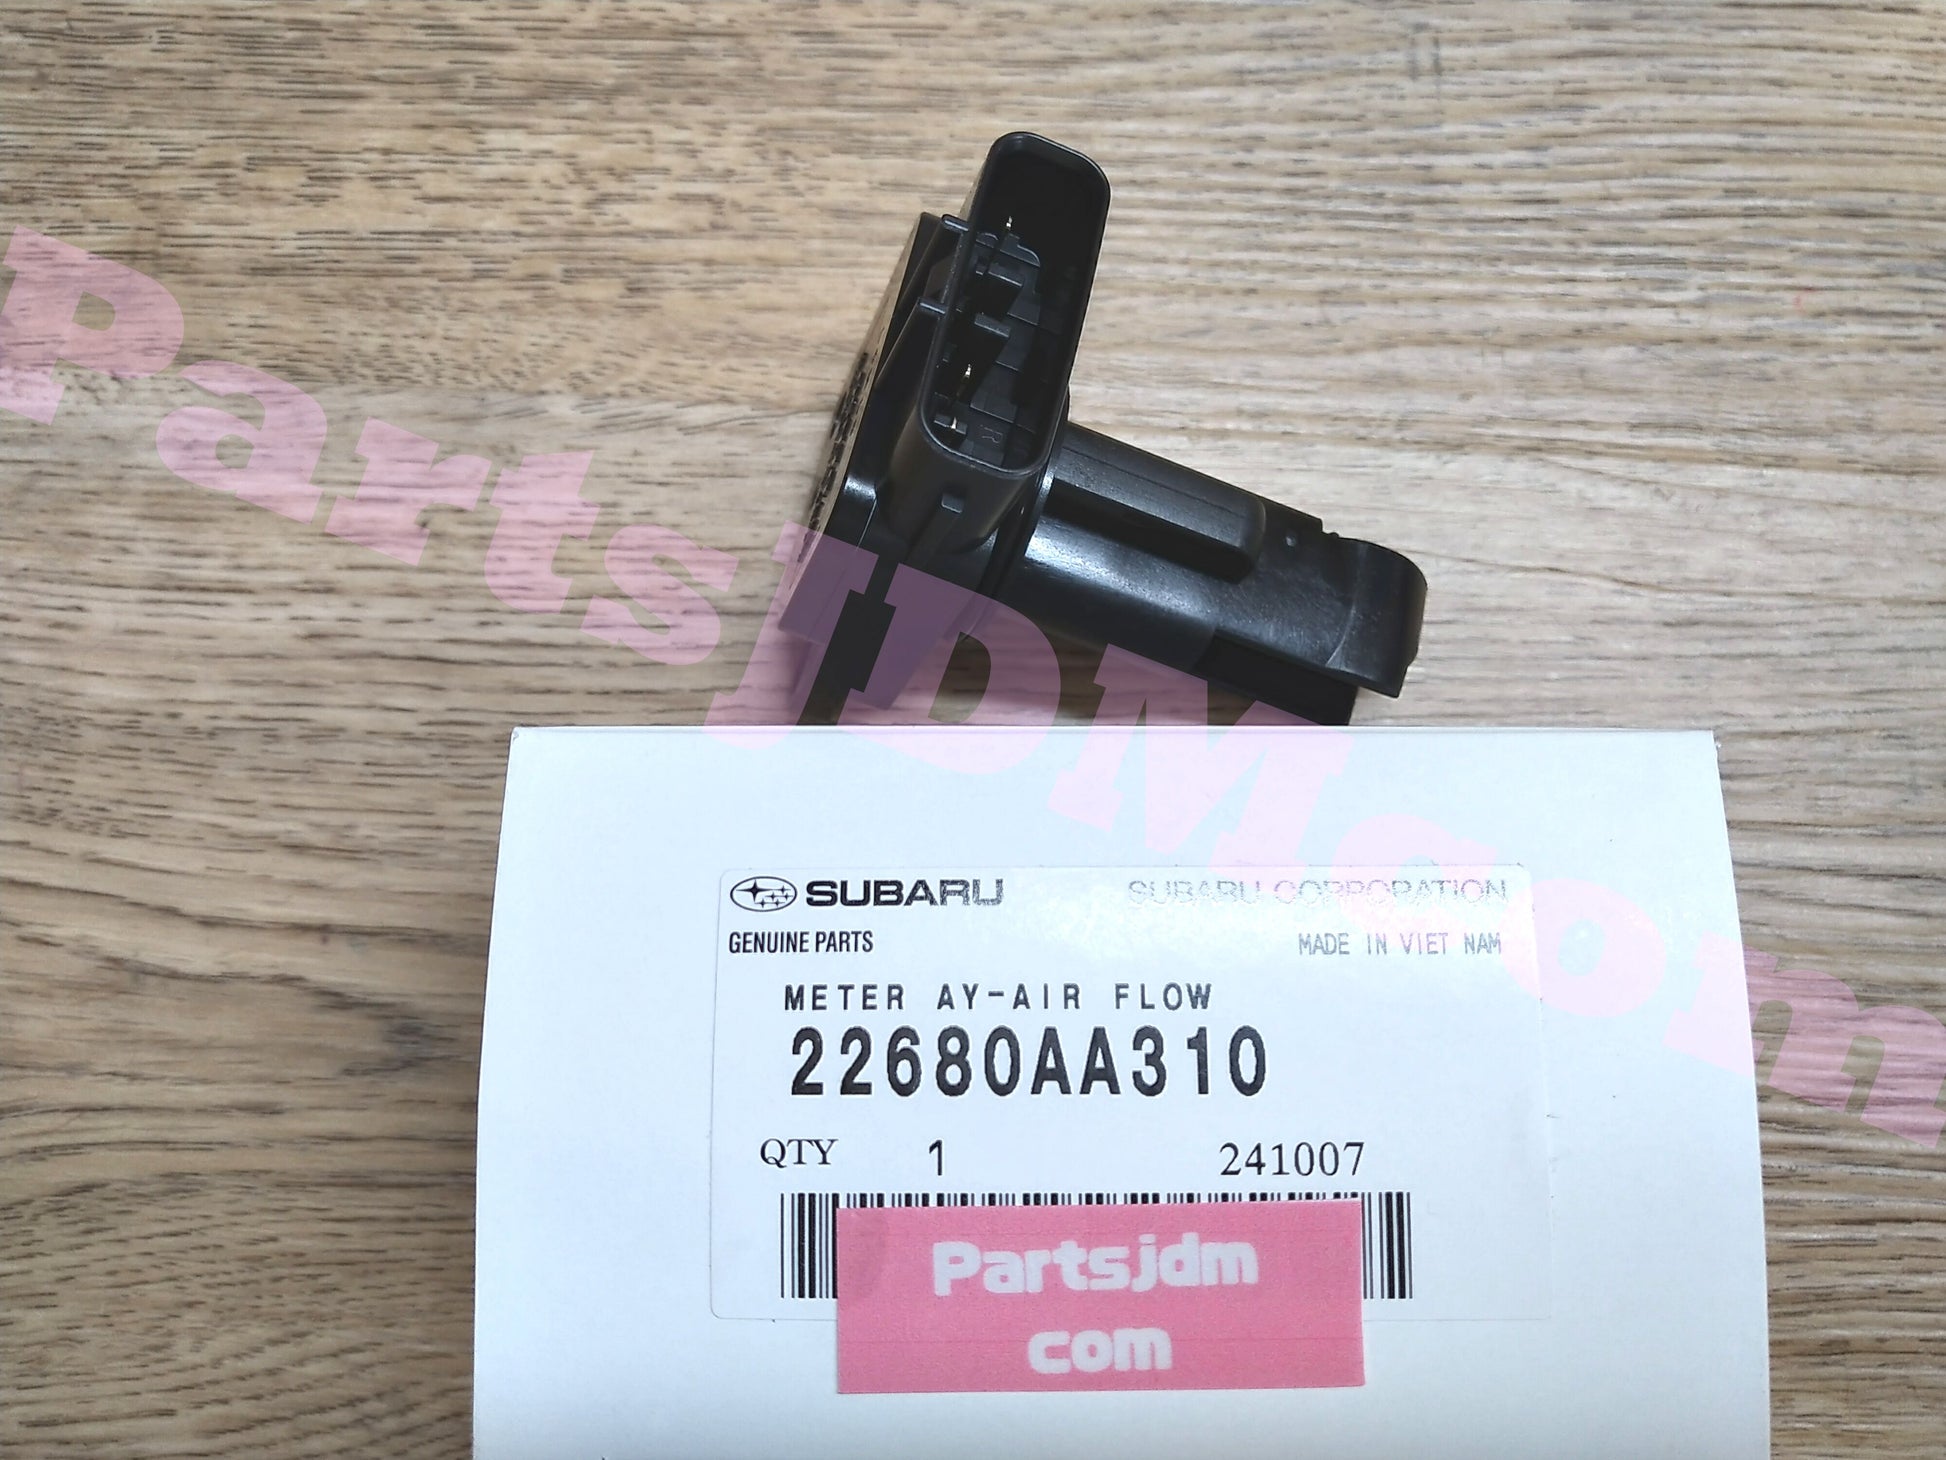 PartsJDM.com
SUBARU
SUBARU CORPORATION
GENUINE PARTS
MADE IN VIET NAM
METER AY-AIR FLOW
22680AA310
QTY 1 241007
Partsjdm
com